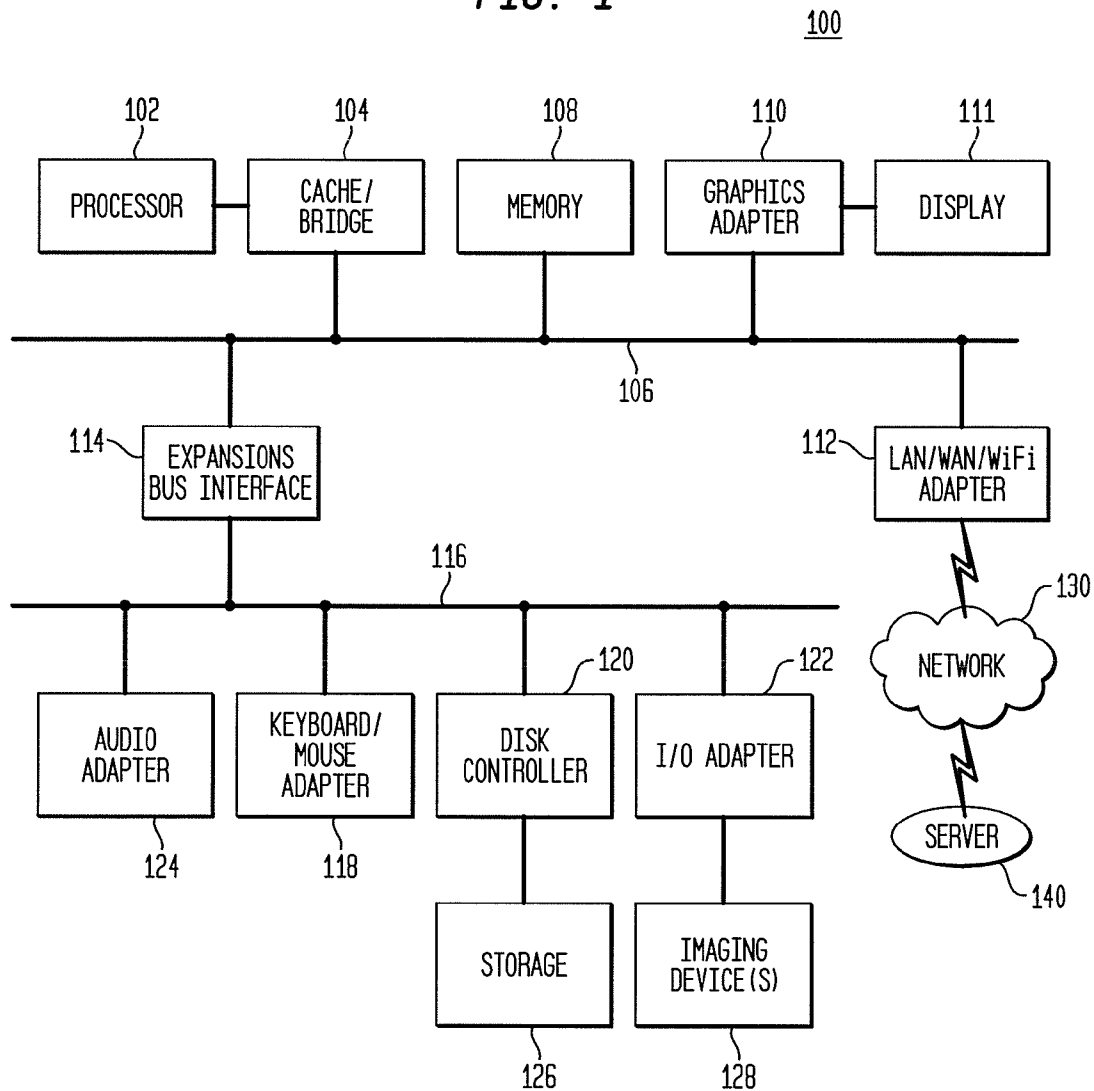 FIG. 1
100
102
104
108
110
111
PROCESSOR
CACHE/
BRIDGE
MEMORY
GRAPHICS
ADAPTER
DISPLAY
106
114
EXPANSIONS
BUS INTERFACE
112
LAN/WAN/WiFi
ADAPTER
116
130
NETWORK
120
122
AUDIO
ADAPTER
KEYBOARD/
MOUSE
ADAPTER
DISK
CONTROLLER
I/O ADAPTER
124
118
SERVER
140
STORAGE
IMAGING
DEVICE(S)
126
128